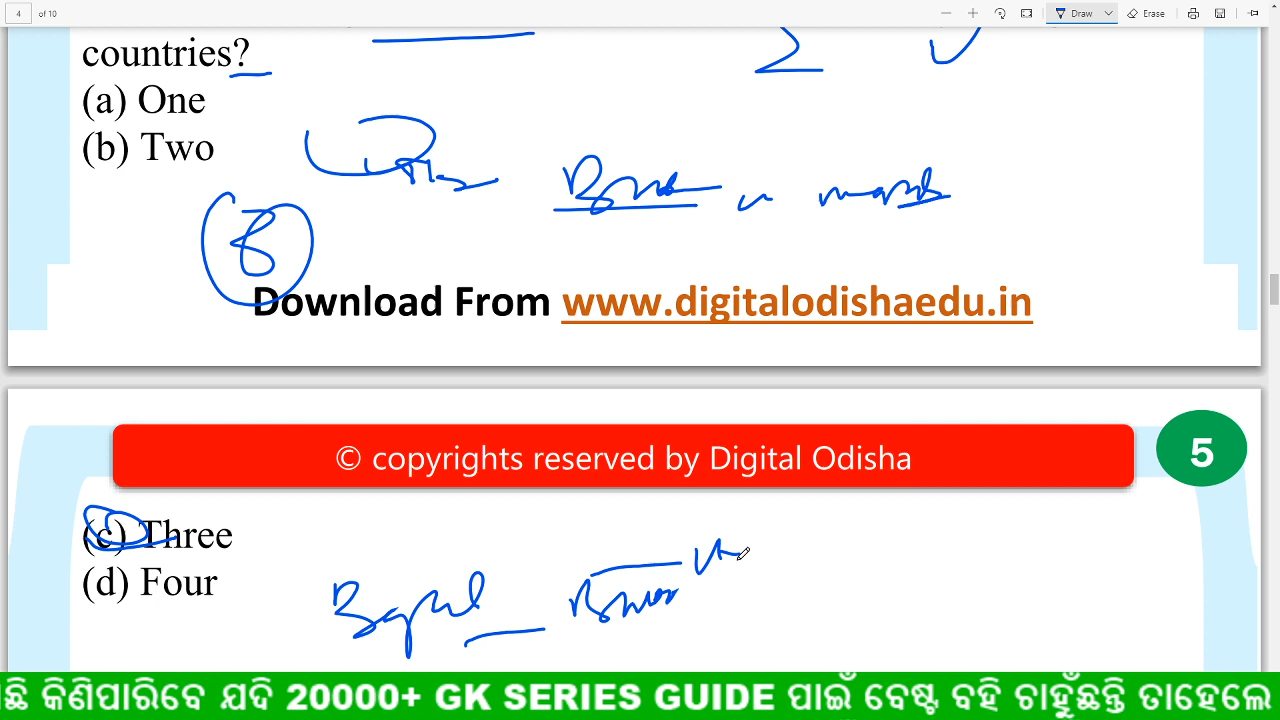 4 of 10 Draw Erase
countries?
(a) One
(b) Two
8
Download From www.digitalodishaedu.in
© copyrights reserved by Digital Odisha
5
(c) Three
(d) Four
ଛି କିଣିପାରିବେ ଯଦି 20000+ GK SERIES GUIDE ପାଇଁ ବେଷ୍ଟ ବହି ଚାହୁଁଛନ୍ତି ତାହେଲେ